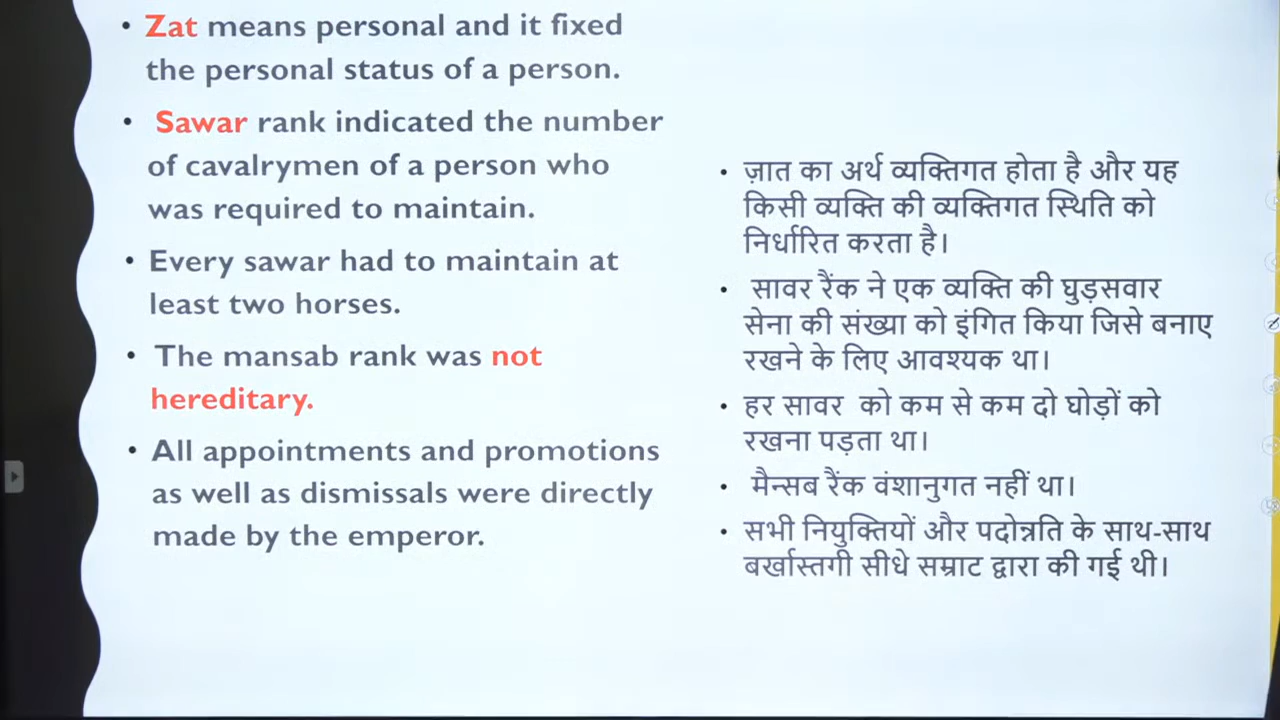 • Zat means personal and it fixed
the personal status of a person.
• Sawar rank indicated the number
of cavalrymen of a person who
was required to maintain.
• Every sawar had to maintain at
least two horses.
• The mansab rank was not
hereditary.
• All appointments and promotions
as well as dismissals were directly
made by the emperor.
• ज़ात का अर्थ व्यक्तिगत होता है और यह
किसी व्यक्ति की व्यक्तिगत स्थिति को
निर्धारित करता है।
• सावर रैंक ने एक व्यक्ति की घुड़सवार
सेना की संख्या को इंगित किया जिसे बनाए
रखने के लिए आवश्यक था।
• हर सावर को कम से कम दो घोड़ों को
रखना पड़ता था।
• मैन्सब रैंक वंशानुगत नहीं था।
• सभी नियुक्तियों और पदोन्नति के साथ-साथ
बर्खास्तगी सीधे सम्राट द्वारा की गई थी।